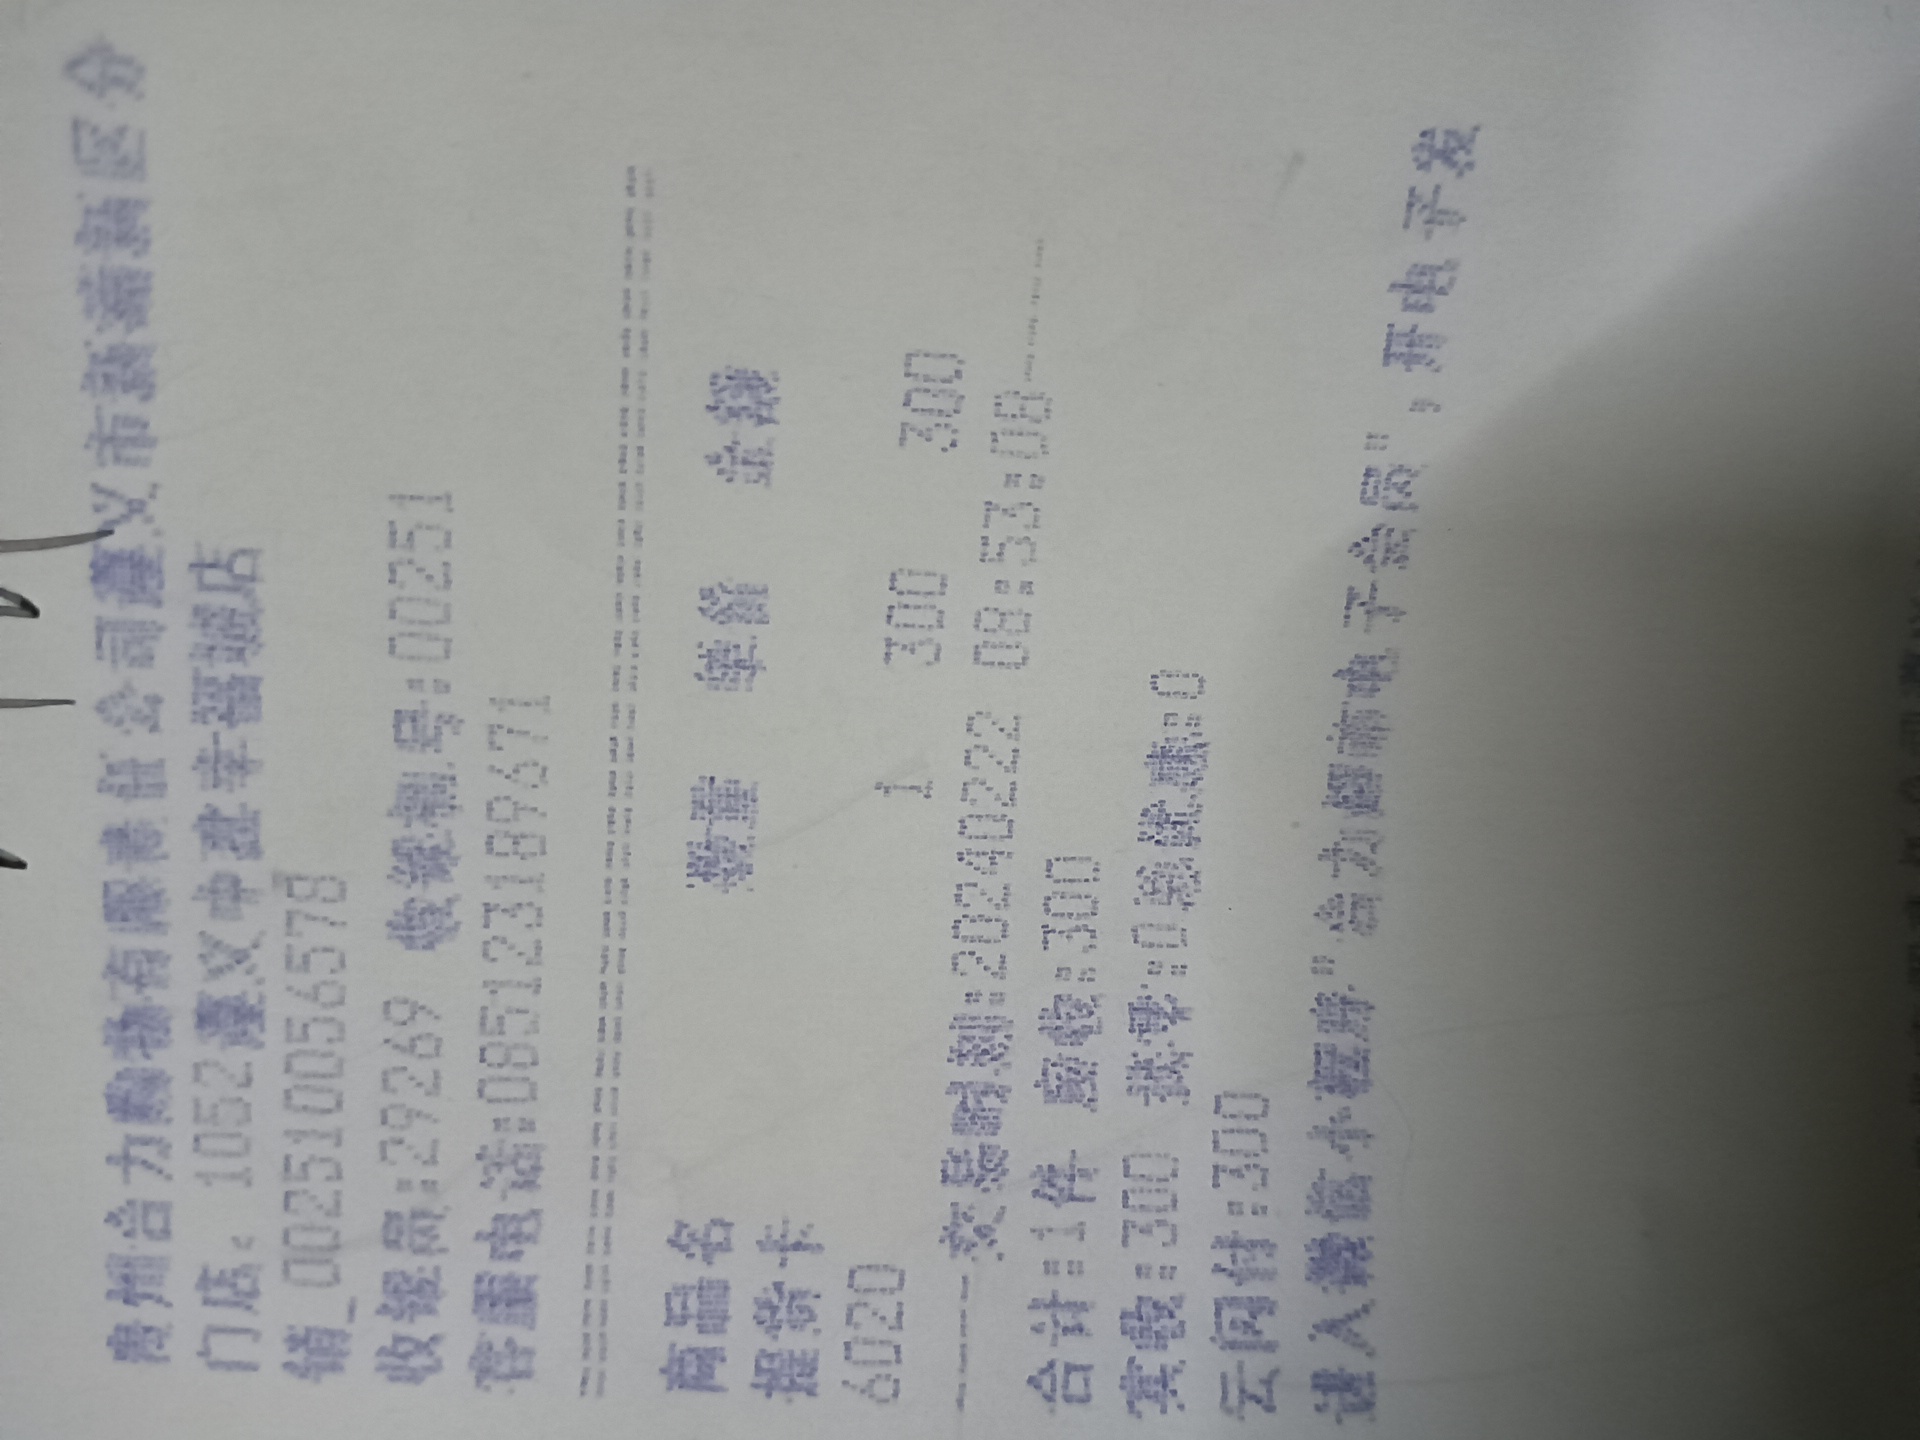 贵州合力购物有限责任公司遵义市新蒲新区分
门店: 1052遵义中建幸福城店
销_002510056578
收银员:29269 收银机号:00251
客服电话:085123189671
商品名 数量 单价 金额
提货卡
6020 1 300 300
交易时刻:20240222 08:53:08
合计:1件 应收:300
实收:300 找零:0 总优惠:0
云闪付:300
进入微信小程序"合力超市电子会员",开电子发